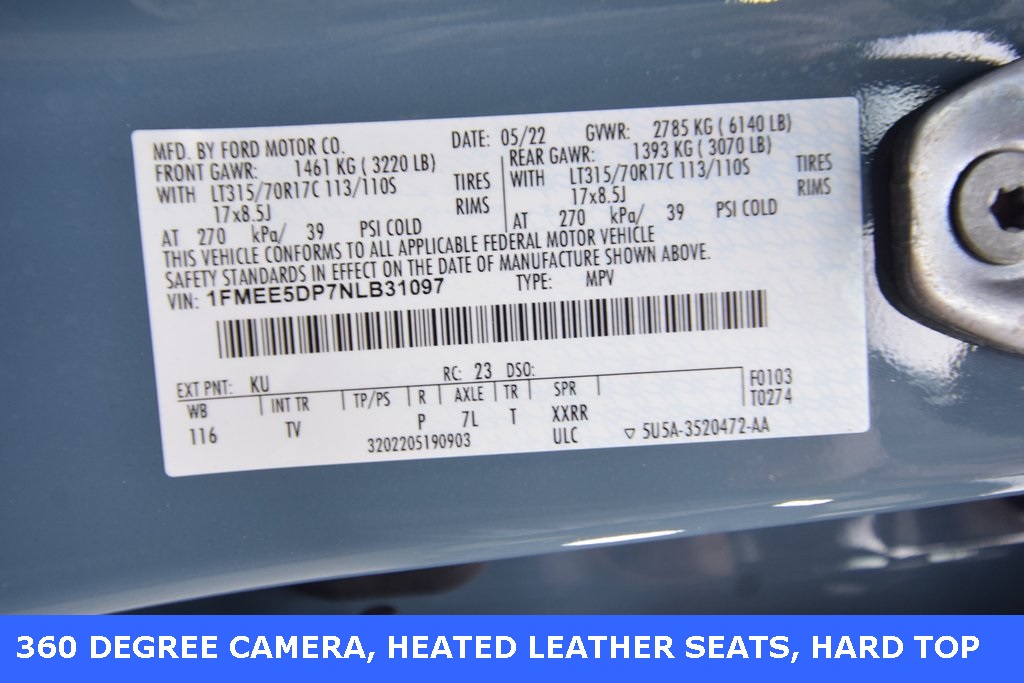 MFD. BY FORD MOTOR CO. DATE: 05/22 GVWR: 2785 KG ( 6140 LB)
FRONT GAWR: 1461 KG ( 3220 LB) REAR GAWR: 1393 KG ( 3070 LB)
WITH LT315/70R17C 113/110S TIRES WITH LT315/70R17C 113/110S TIRES
17x8.5J RIMS 17x8.5J RIMS
AT 270 kPa/ 39 PSI COLD AT 270 kPa/ 39 PSI COLD
THIS VEHICLE CONFORMS TO ALL APPLICABLE FEDERAL MOTOR VEHICLE
SAFETY STANDARDS IN EFFECT ON THE DATE OF MANUFACTURE SHOWN ABOVE.
VIN: 1FMEE5DP7NLB31097 TYPE: MPV
EXT PNT: KU RC: 23 DSO:
WB INT TR TP/PS R AXLE TR SPR F0103
116 TV P 7L T XXRR T0274
3202205190903 ULC ▽ 5U5A-3520472-AA
360 DEGREE CAMERA, HEATED LEATHER SEATS, HARD TOP